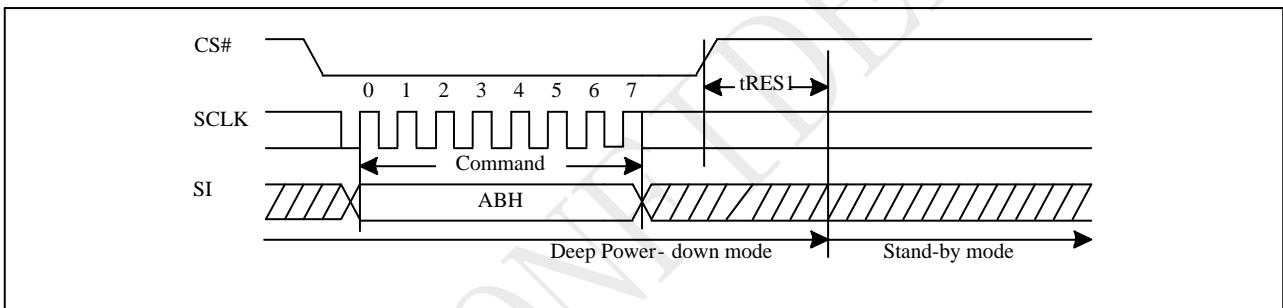 CS#
tRES1
0 1 2 3 4 5 6 7
SCLK
Command
SI
ABH
Deep Power- down mode Stand-by mode